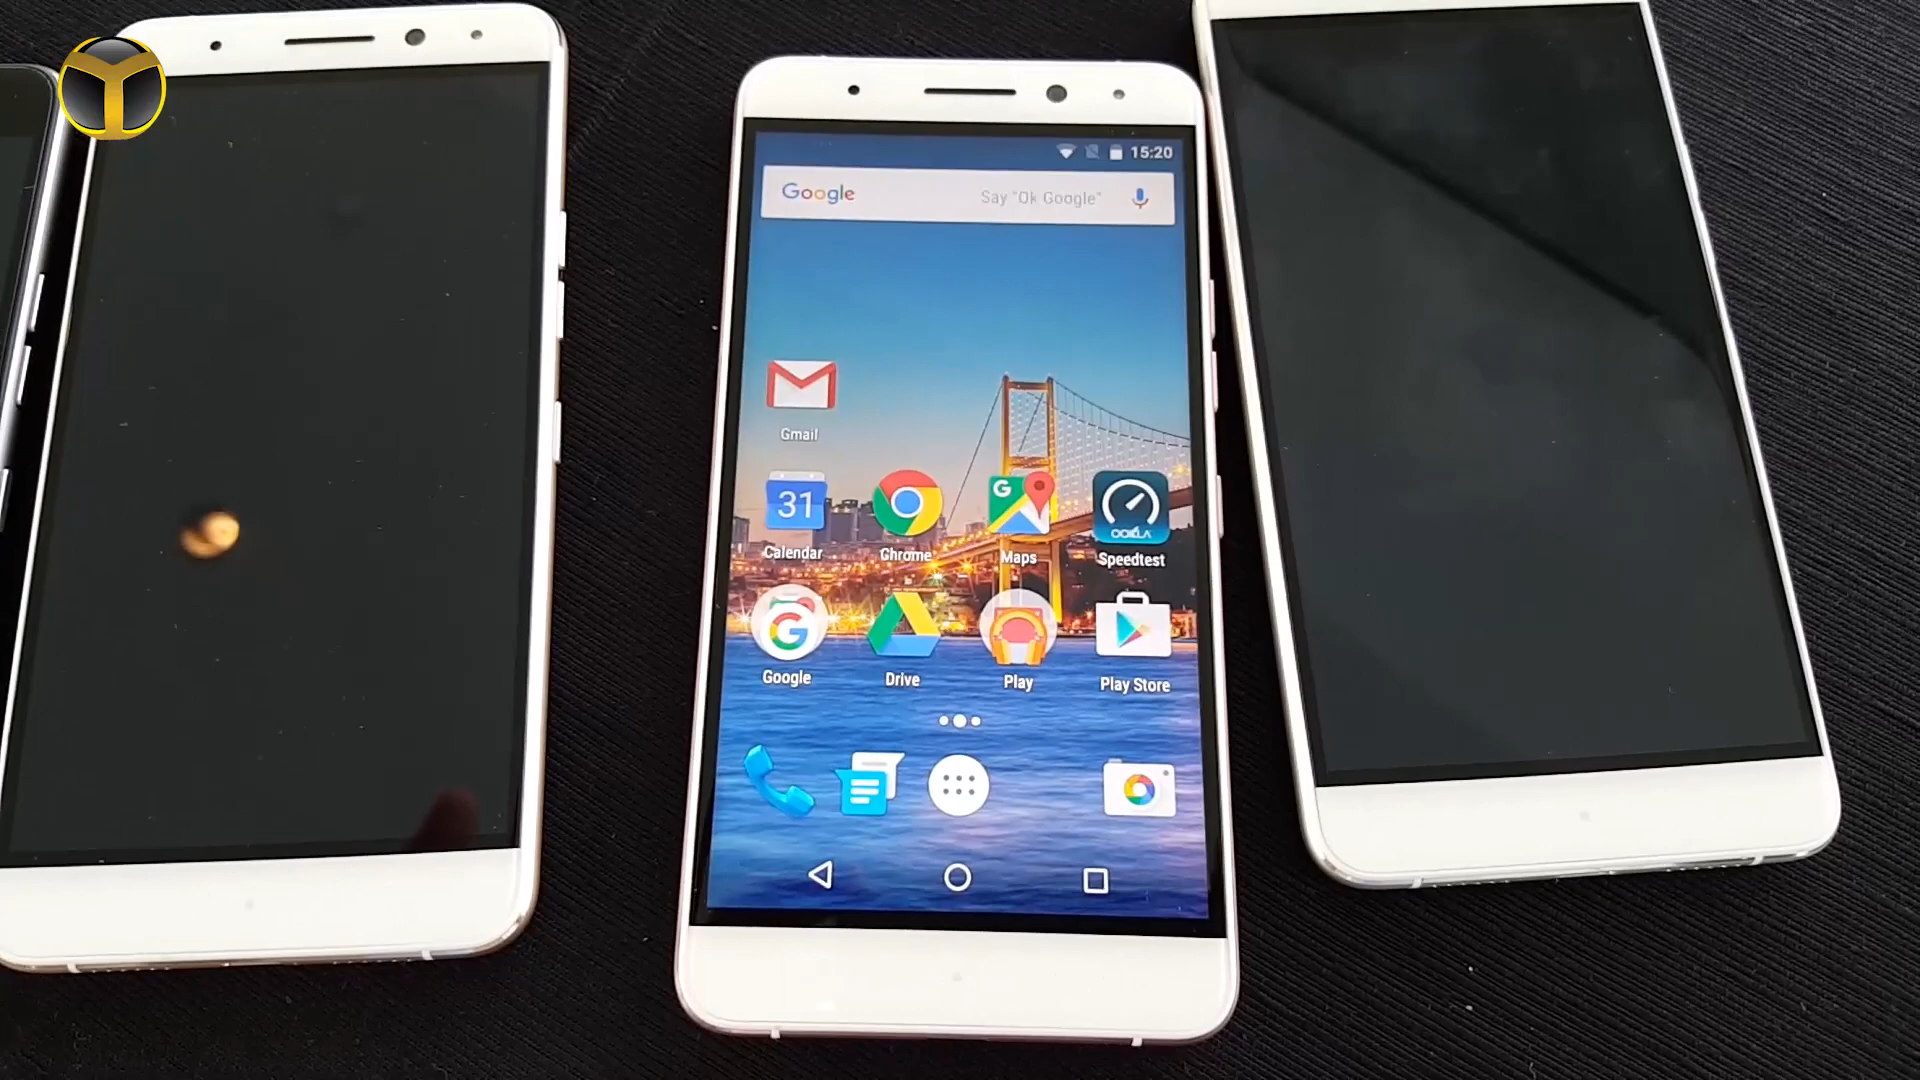 15:20
Google Say "Ok Google"
Gmail
31
G
OOKLA
Calendar Chrome Maps Speedtest
G
Google Drive Play Play Store